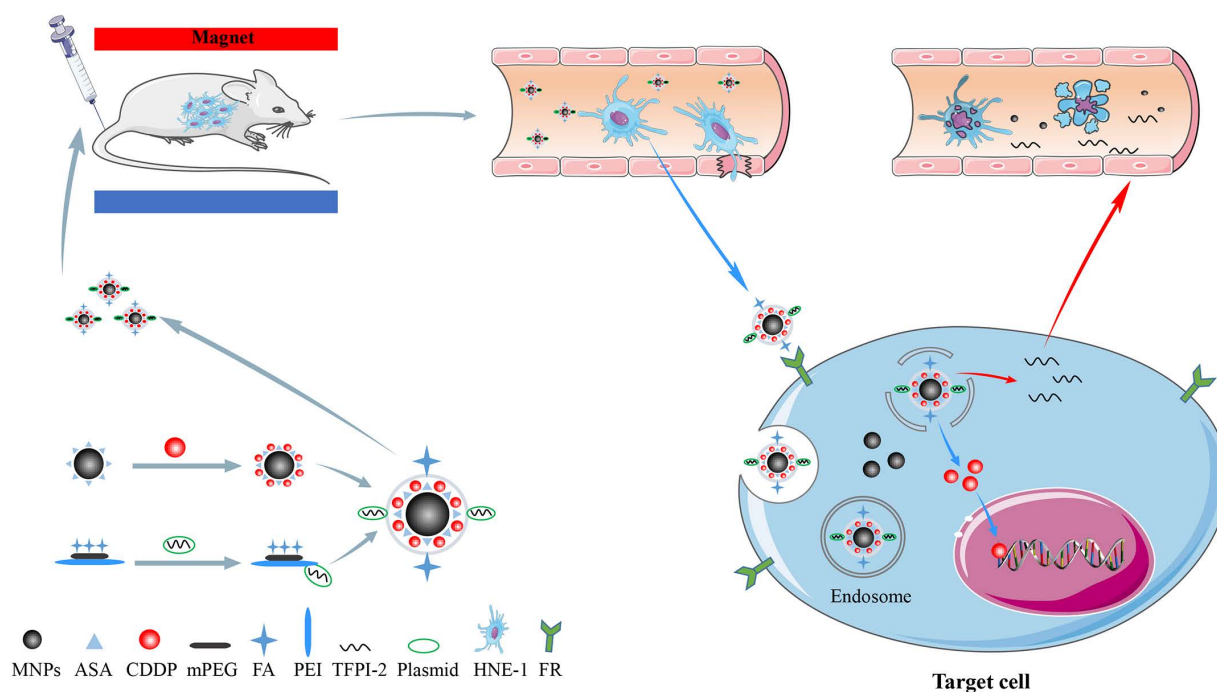 Magnet
Endosome
MNPs ASA CDDP mPEG FA PEI TFPI-2 Plasmid HNE-1 FR
Target cell